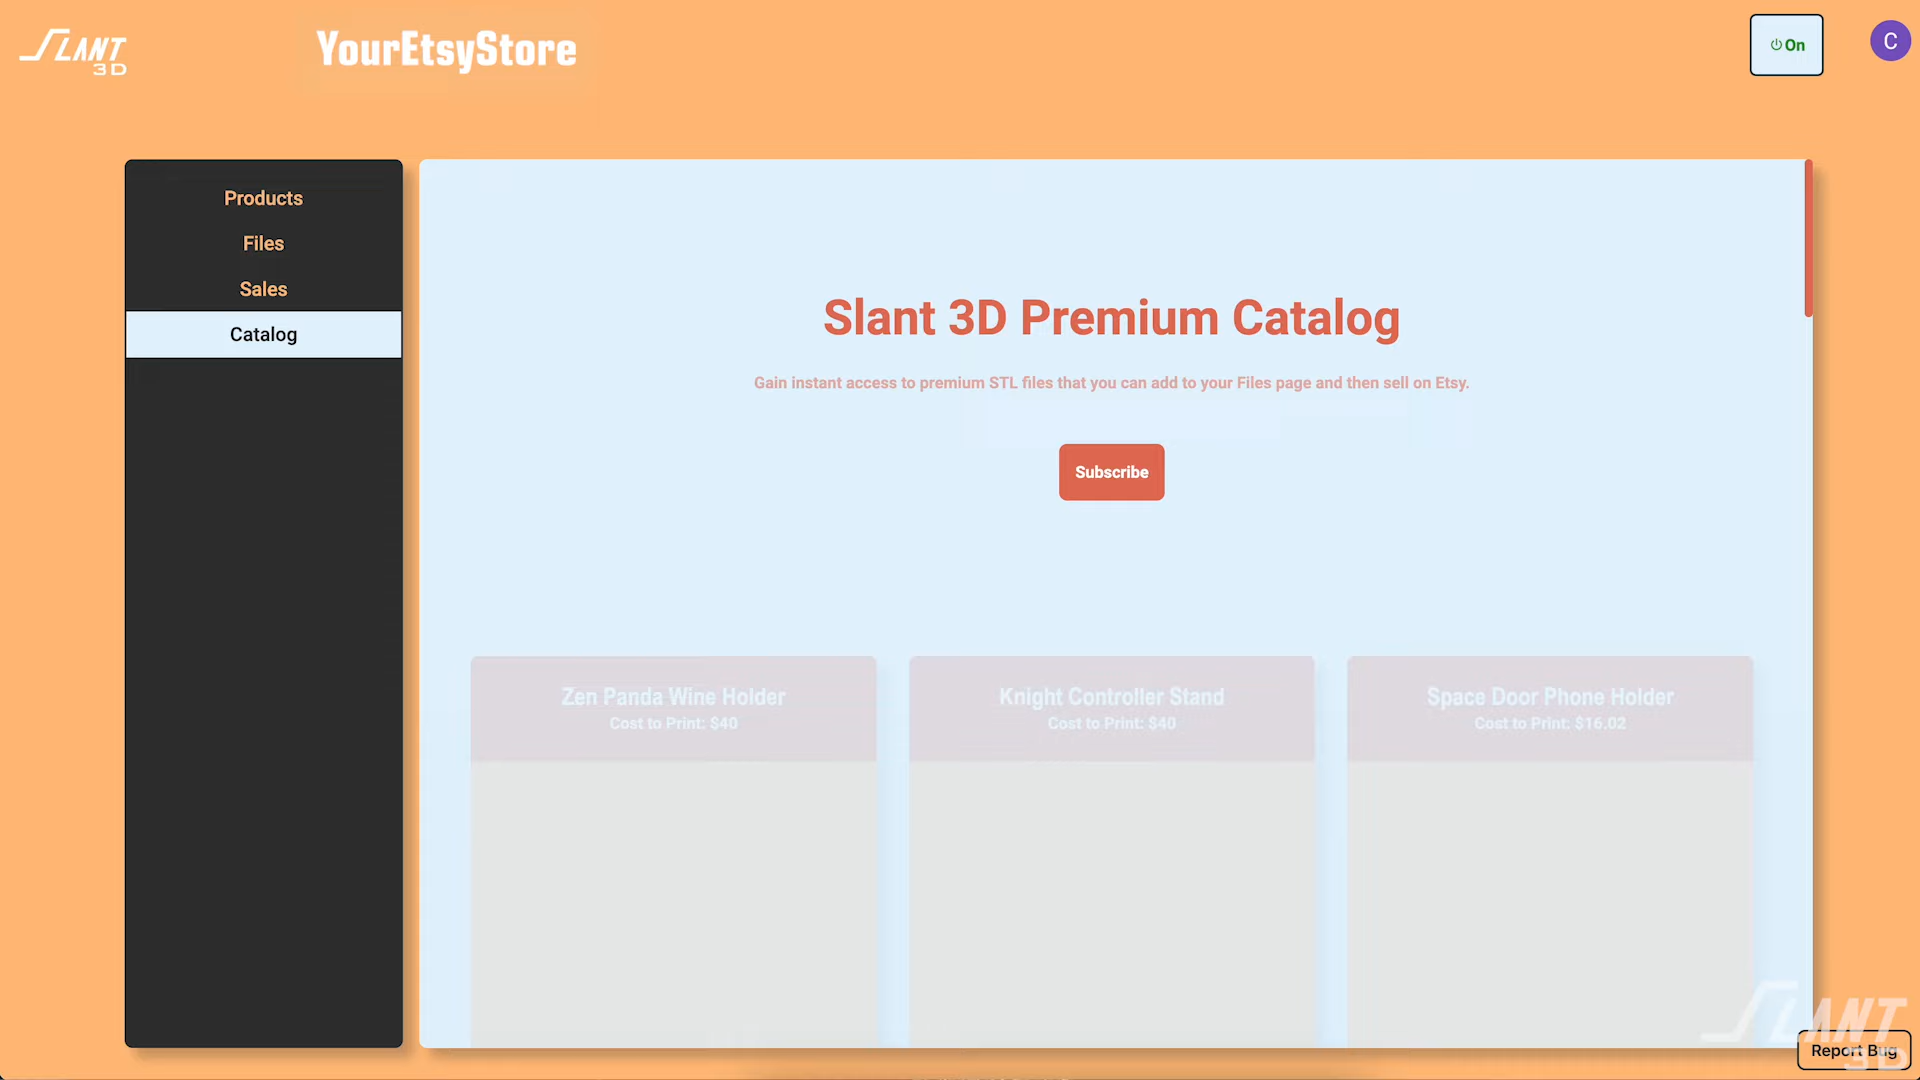 SLANT
3D
YourEtsyStore
On
C
Products
Files
Sales
Catalog
Slant 3D Premium Catalog
Gain instant access to premium STL files that you can add to your Files page and then sell on Etsy.
Subscribe
Zen Panda Wine Holder
Cost to Print: $40
Knight Controller Stand
Cost to Print: $40
Space Door Phone Holder
Cost to Print: $16.02
SLANT
3D
Report Bug